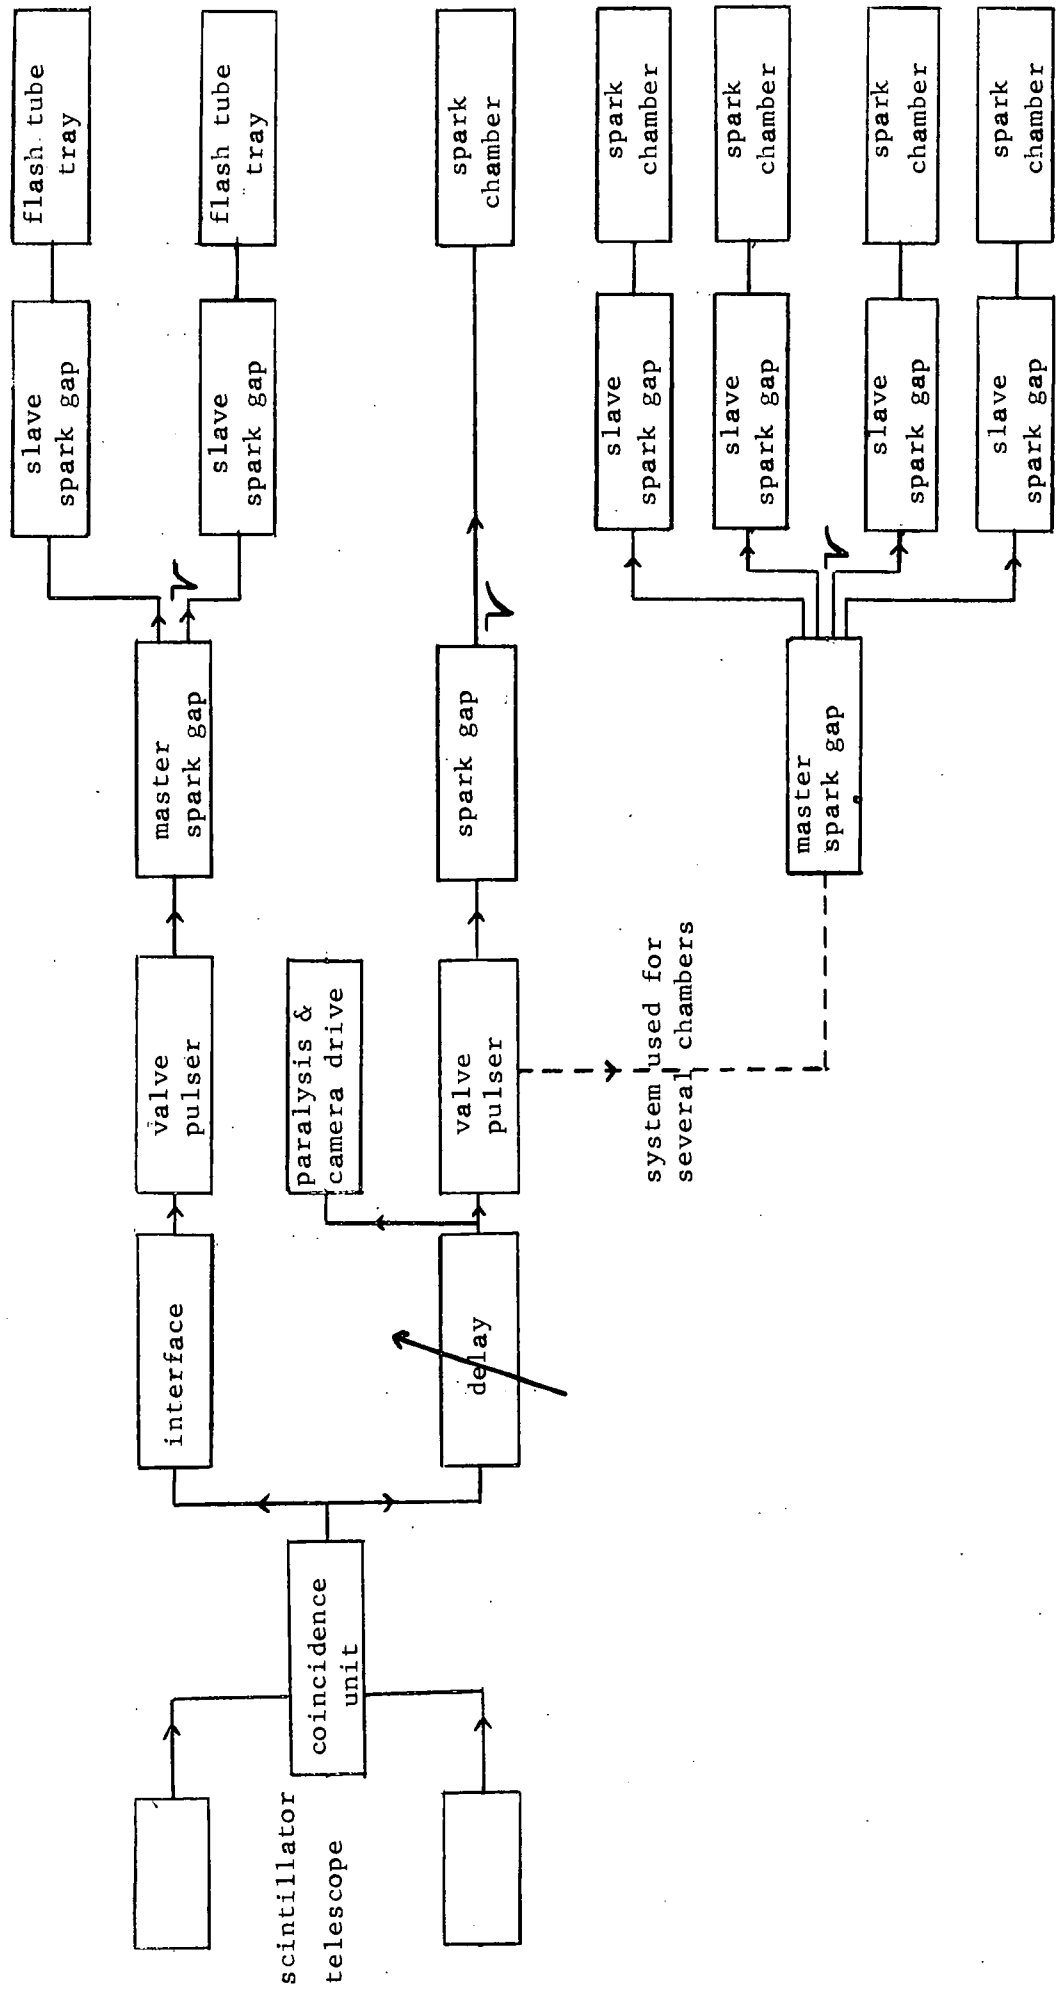 scintillator
telescope
coincidence
unit
interface
delay
valve
pulser
paralysis &
camera drive
valve
pulser
system used for
several chambers
master
spark gap
spark gap
master
spark gap
slave
spark gap
slave
spark gap
slave
spark gap
slave
spark gap
slave
spark gap
slave
spark gap
flash tube
tray
flash tube
tray
spark
chamber
spark
chamber
spark
chamber
spark
chamber
spark
chamber